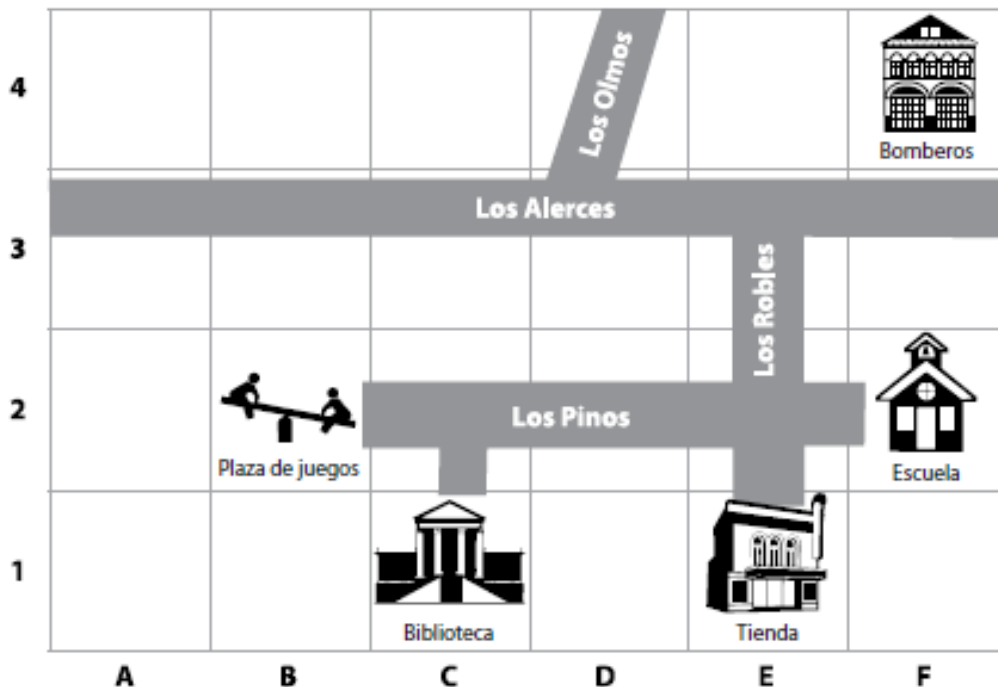 4
Los Olmos
Bomberos
Los Alerces
3
Los Robles
2
Los Pinos
Plaza de juegos
Escuela
1
Biblioteca
Tienda
A B C D E F